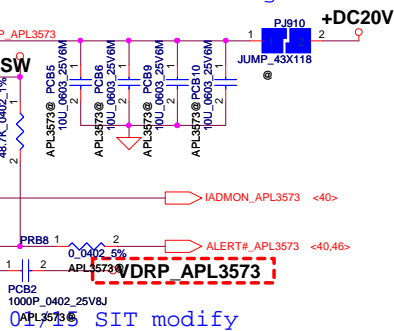 PJ910
+DC20V
P_APL3573
1
2
JUMP_43X118
@
SW
PCB5
10U_0603_25V6M
APL3573@
PCB6
10U_0603_25V6M
APL3573@
PCB9
10U_0603_25V6M
APL3573@
PCB10
10U_0603_25V6M
APL3573@
1
2
1
2
1
2
1
2
48.7K_0402_1%
2
IADMON_APL3573 <40>
ALERT#_APL3573 <40,46>
PRB8
1
2
0_0402_5%
APL3573@
VDRP_APL3573
1
2
PCB2
1000P_0402_25V8J
APL3573@
01/15 SIT modify